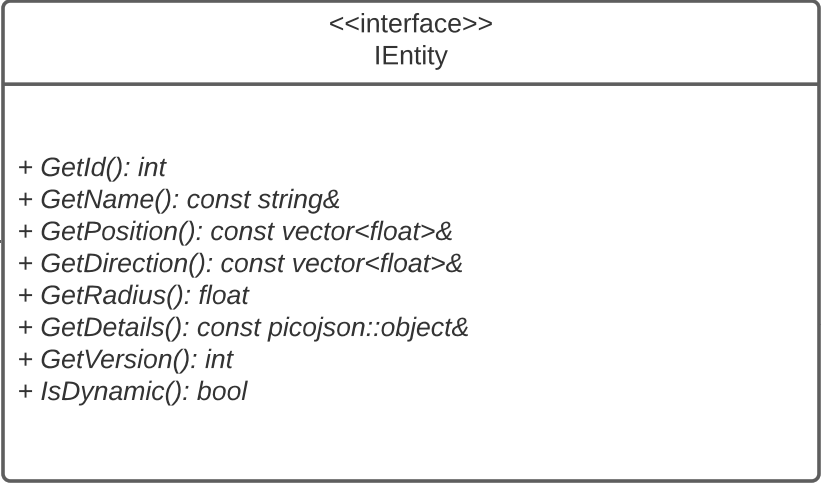 <<interface>>
IEntity
+ GetId(): int
+ GetName(): const string&
+ GetPosition(): const vector<float>&
+ GetDirection(): const vector<float>&
+ GetRadius(): float
+ GetDetails(): const picojson::object&
+ GetVersion(): int
+ IsDynamic(): bool